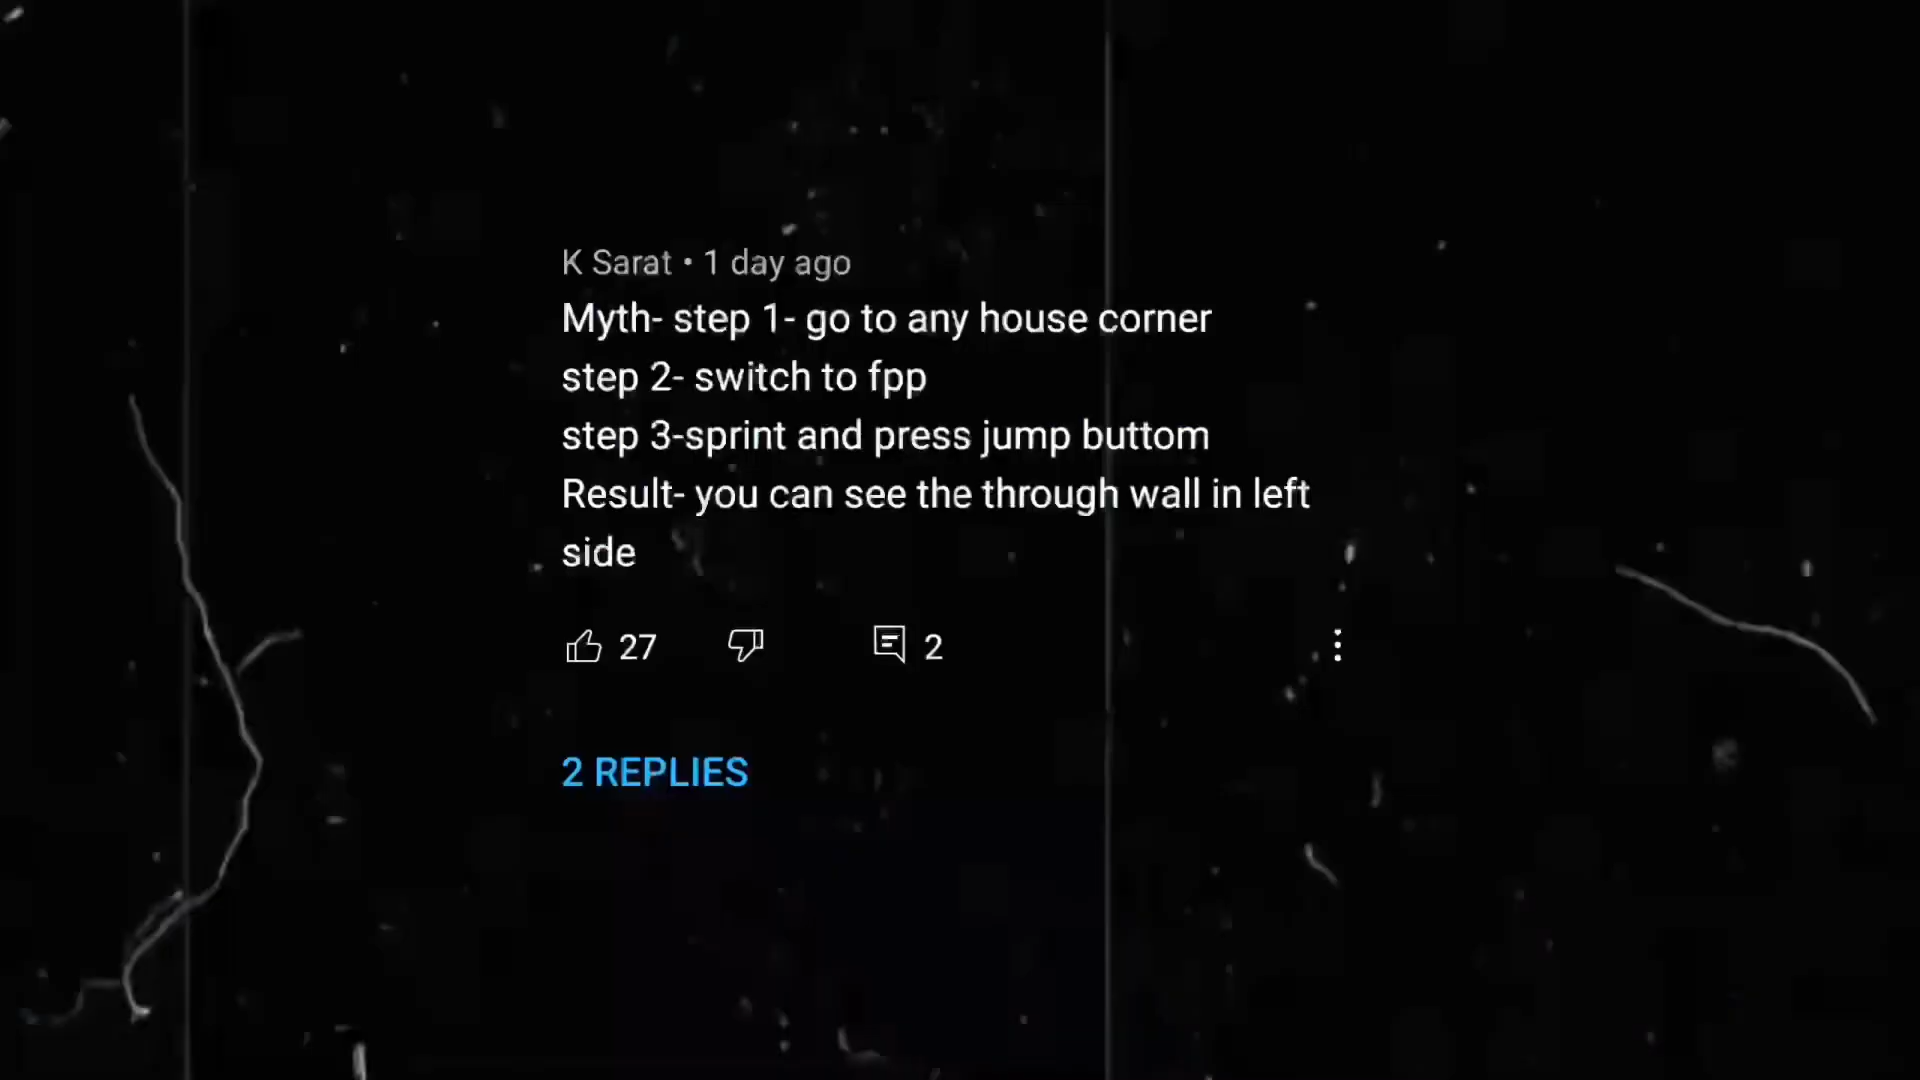 K Sarat • 1 day ago
Myth- step 1- go to any house corner
step 2- switch to fpp
step 3-sprint and press jump buttom
Result- you can see the through wall in left
side
27 2
2 REPLIES